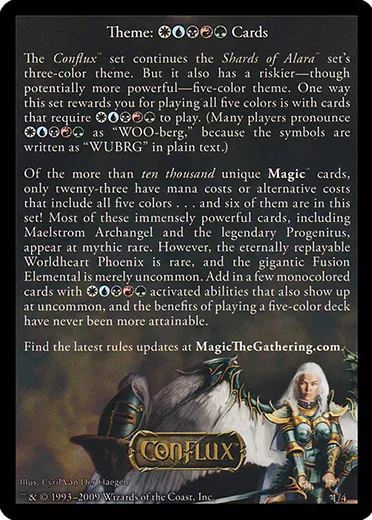 Theme: Cards
The Conflux™ set continues the Shards of Alara™ set's
three-color theme. But it also has a riskier—though
potentially more powerful—five-color theme. One way
this set rewards you for playing all five colors is with cards
that require to play. (Many players pronounce
as “WOO-berg,” because the symbols are
written as “WUBRG” in plain text.)
Of the more than ten thousand unique Magic™ cards,
only twenty-three have mana costs or alternative costs
that include all five colors . . . and six of them are in this
set! Most of these immensely powerful cards, including
Maelstrom Archangel and the legendary Progenitus,
appear at mythic rare. However, the eternally replayable
Worldheart Phoenix is rare, and the gigantic Fusion
Elemental is merely uncommon. Add in a few monocolored
cards with activated abilities that also show up
at uncommon, and the benefits of playing a five-color deck
have never been more attainable.
Find the latest rules updates at MagicTheGathering.com.
CONFLUX
Illus. Cyril Van Der Haegen
™ & © 1993–2009 Wizards of the Coast, Inc.
1/4